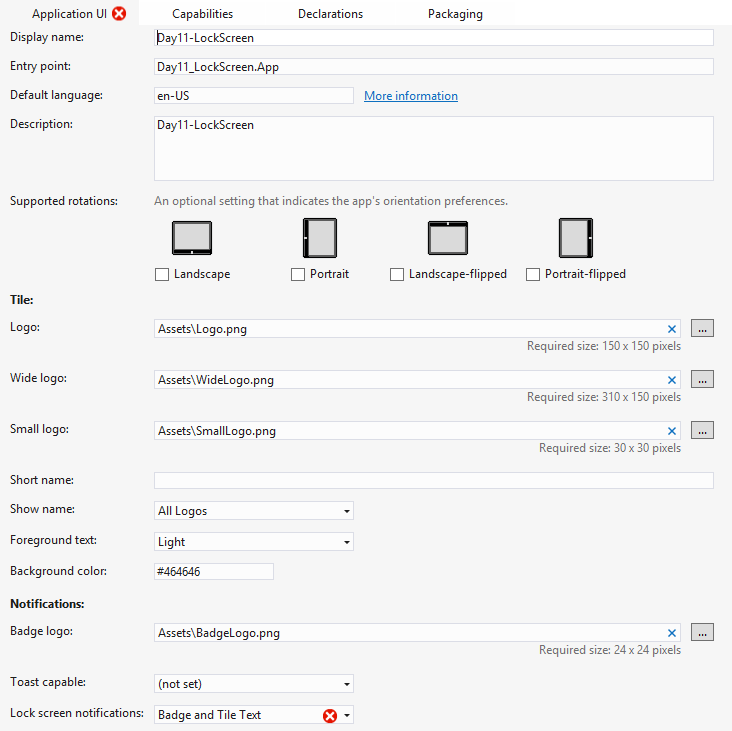 Application UI Capabilities Declarations Packaging
Display name: Day11-LockScreen
Entry point: Day11_LockScreen.App
Default language: en-US More information
Description: Day11-LockScreen
Supported rotations: An optional setting that indicates the app's orientation preferences.
Landscape Portrait Landscape-flipped Portrait-flipped
Tile:
Logo: Assets\Logo.png × ...
Required size: 150 x 150 pixels
Wide logo: Assets\WideLogo.png × ...
Required size: 310 x 150 pixels
Small logo: Assets\SmallLogo.png × ...
Required size: 30 x 30 pixels
Short name:
Show name: All Logos
Foreground text: Light
Background color: #464646
Notifications:
Badge logo: Assets\BadgeLogo.png × ...
Required size: 24 x 24 pixels
Toast capable: (not set)
Lock screen notifications: Badge and Tile Text